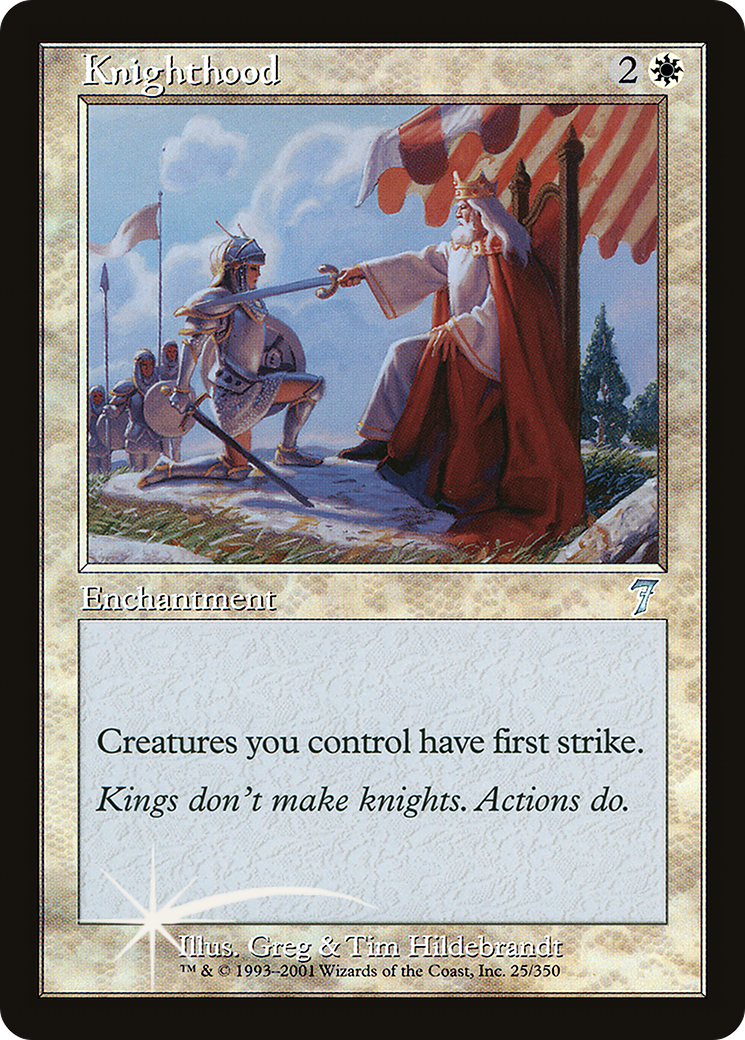 Knighthood 2
Enchantment 7
Creatures you control have first strike.
Kings don't make knights. Actions do.
Illus. Greg & Tim Hildebrandt
™ & © 1993–2001 Wizards of the Coast, Inc. 25/350